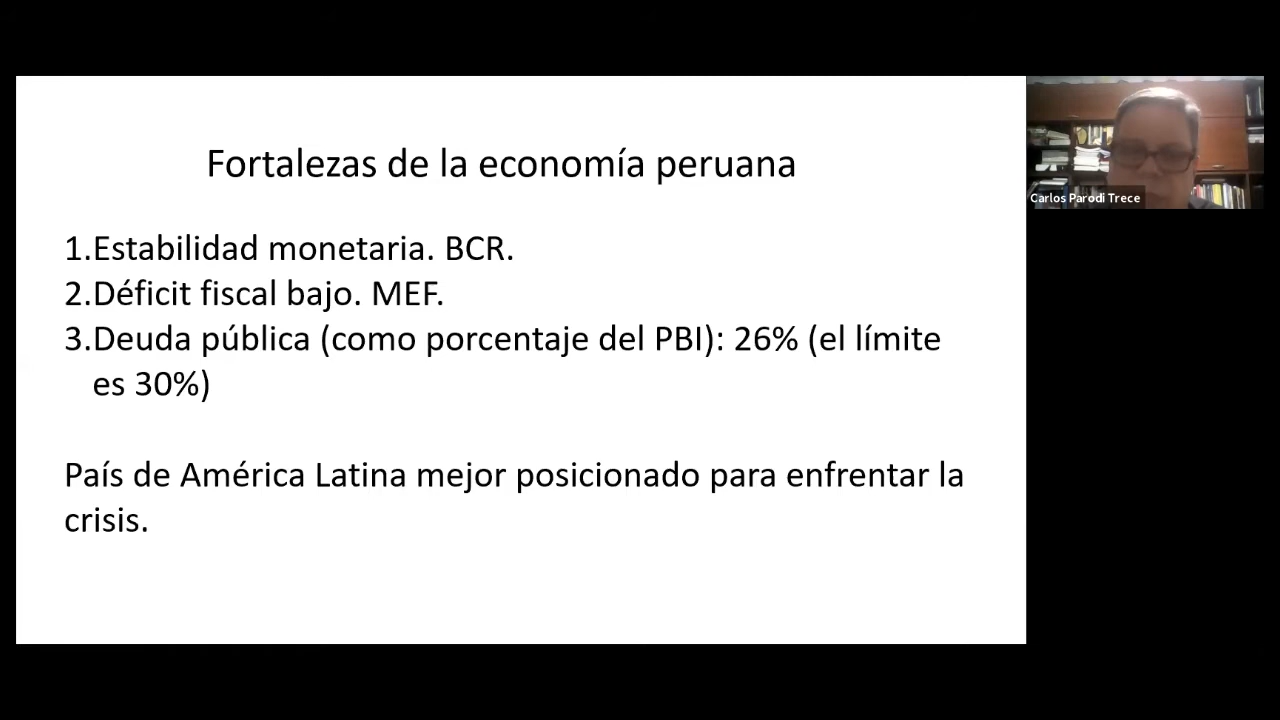 Fortalezas de la economía peruana
1.Estabilidad monetaria. BCR.
2.Déficit fiscal bajo. MEF.
3.Deuda pública (como porcentaje del PBI): 26% (el límite
es 30%)
País de América Latina mejor posicionado para enfrentar la
crisis.
Carlos Parodi Trece